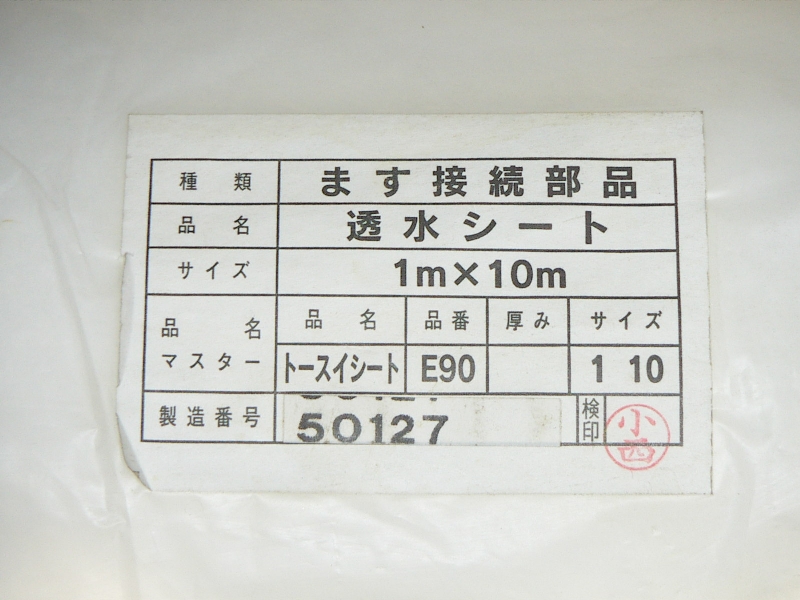 種類 ます接続部品
品名 透水シート
サイズ 1m×10m
品名マスター 品名 品番 厚み サイズ
トースイシート E90 1 10
製造番号 50127 検印 小西